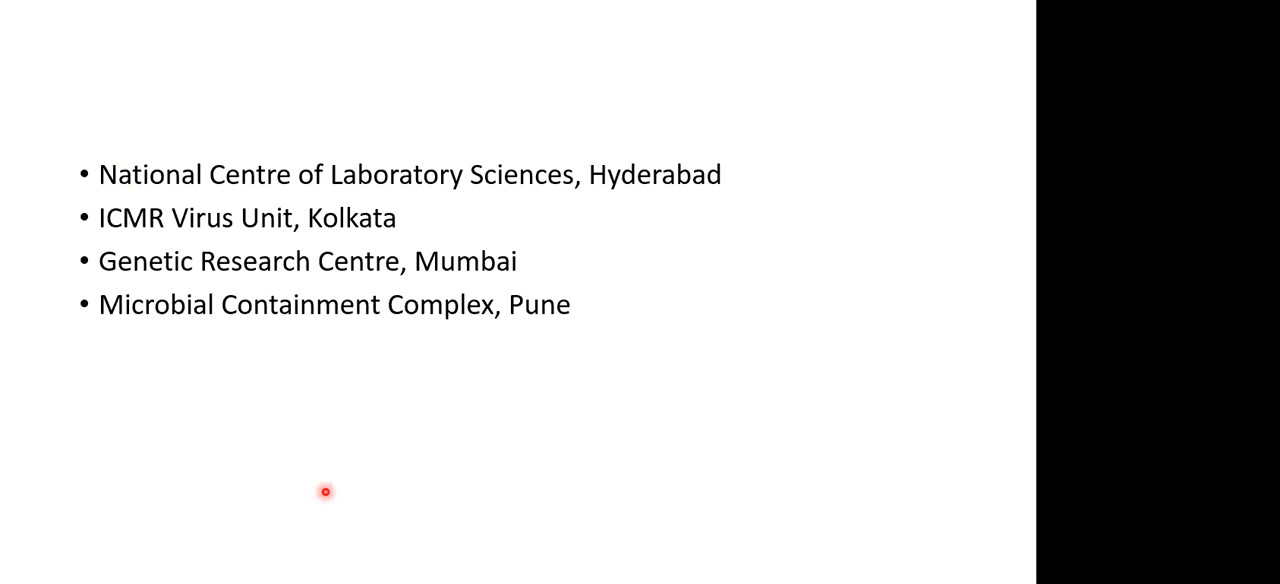 • National Centre of Laboratory Sciences, Hyderabad
• ICMR Virus Unit, Kolkata
• Genetic Research Centre, Mumbai
• Microbial Containment Complex, Pune